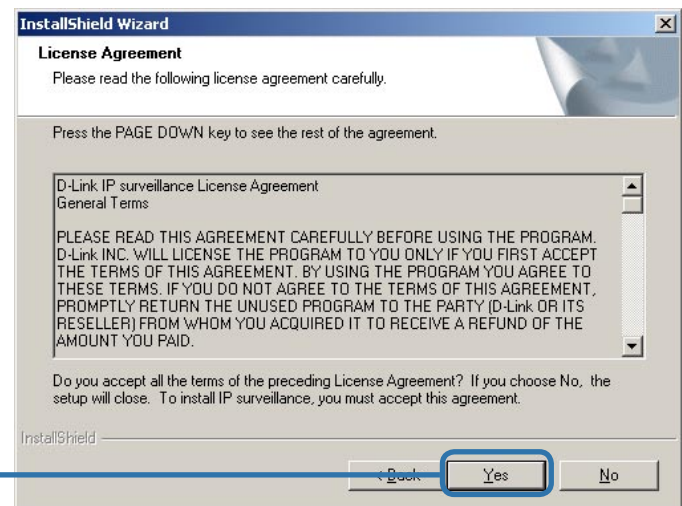 InstallShield Wizard
License Agreement
Please read the following license agreement carefully.
Press the PAGE DOWN key to see the rest of the agreement.
D-Link IP surveillance License Agreement
General Terms
PLEASE READ THIS AGREEMENT CAREFULLY BEFORE USING THE PROGRAM.
D-Link INC. WILL LICENSE THE PROGRAM TO YOU ONLY IF YOU FIRST ACCEPT
THE TERMS OF THIS AGREEMENT. BY USING THE PROGRAM YOU AGREE TO
THESE TERMS. IF YOU DO NOT AGREE TO THE TERMS OF THIS AGREEMENT,
PROMPTLY RETURN THE UNUSED PROGRAM TO THE PARTY (D-Link OR ITS
RESELLER) FROM WHOM YOU ACQUIRED IT TO RECEIVE A REFUND OF THE
AMOUNT YOU PAID.
Do you accept all the terms of the preceding License Agreement? If you choose No, the
setup will close. To install IP surveillance, you must accept this agreement.
InstallShield
< Back Yes No